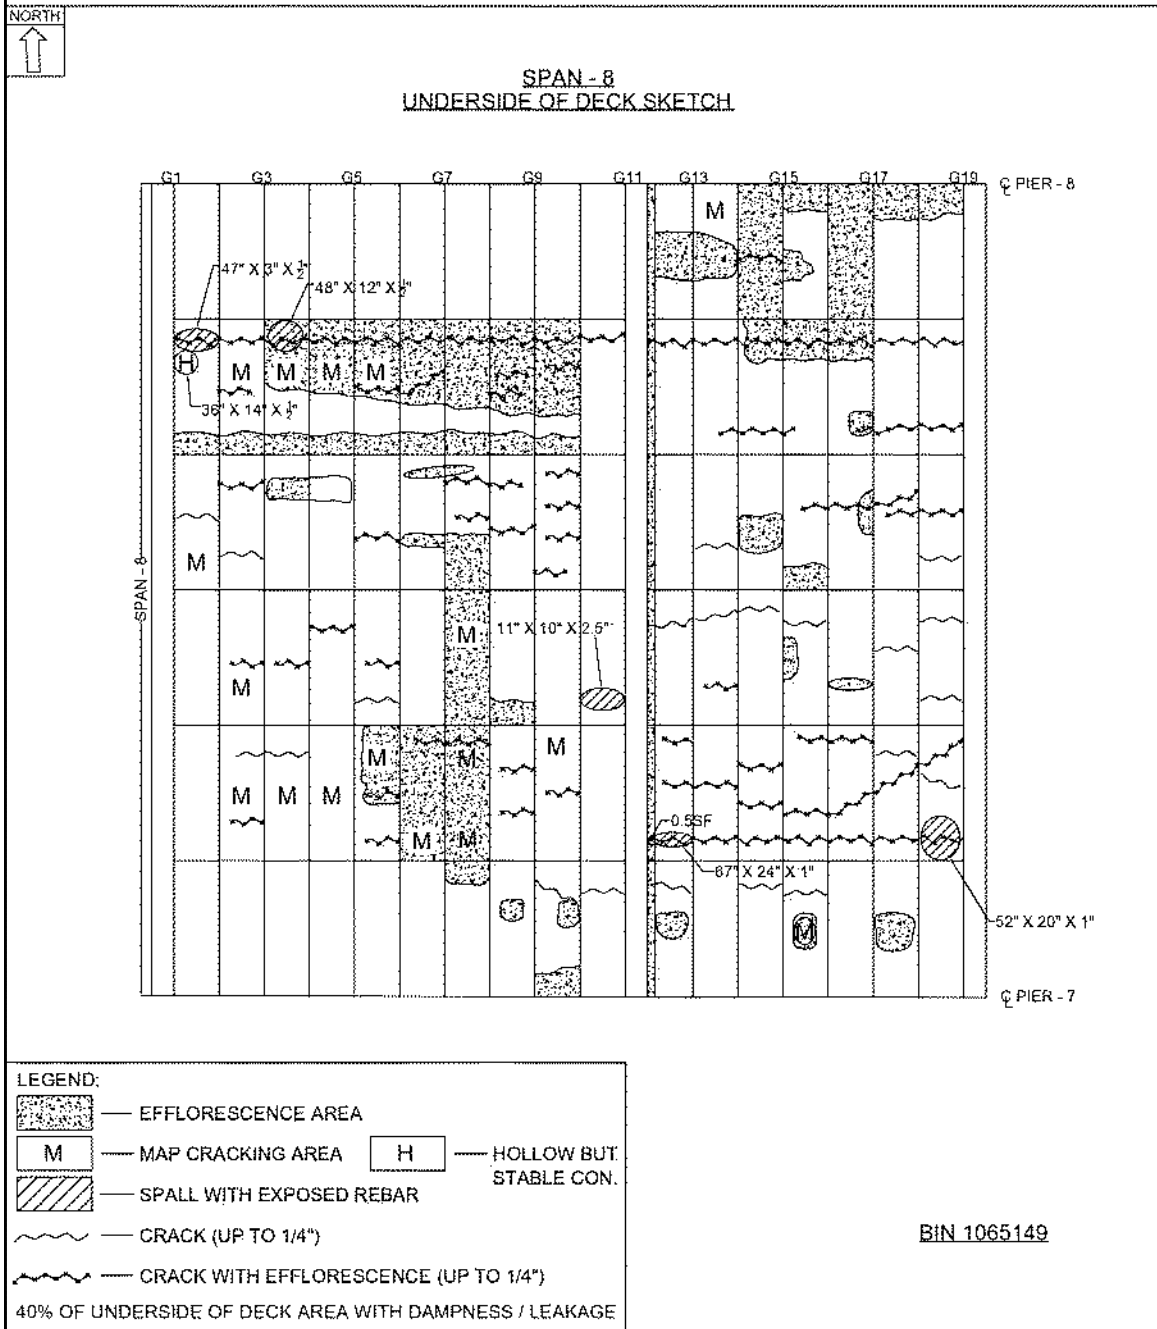 NORTH
SPAN - 8
UNDERSIDE OF DECK SKETCH
G1 G3 G5 G7 G9 G11 G13 G15 G17 G19
℄ PIER - 8
M
47" X 3" X ½"
48" X 12" X ½"
H M M M M
36" X 14" X ½"
M
SPAN - 8
M 11" X 10" X 2.5"
M
M M M
M M M
0.5SF
M M
67" X 24" X 1"
52" X 20" X 1"
M
℄ PIER - 7
LEGEND:
EFFLORESCENCE AREA
M MAP CRACKING AREA H HOLLOW BUT
STABLE CON.
SPALL WITH EXPOSED REBAR
CRACK (UP TO 1/4")
CRACK WITH EFFLORESCENCE (UP TO 1/4")
40% OF UNDERSIDE OF DECK AREA WITH DAMPNESS / LEAKAGE
BIN 1065149